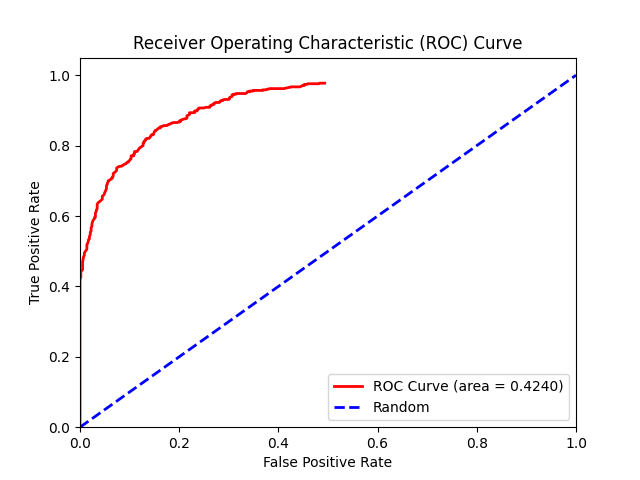 Receiver Operating Characteristic (ROC) Curve
1.0
0.8
0.6
0.4
0.2
0.0
True Positive Rate
ROC Curve (area = 0.4240)
Random
0.0 0.2 0.4 0.6 0.8 1.0
False Positive Rate